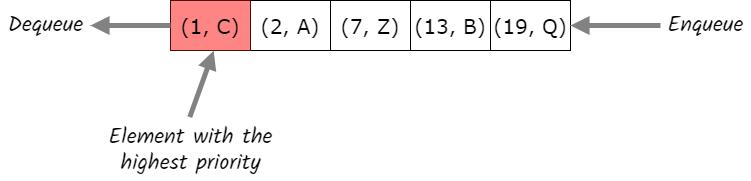 Dequeue (1, C) (2, A) (7, Z) (13, B) (19, Q) Enqueue
Element with the
highest priority